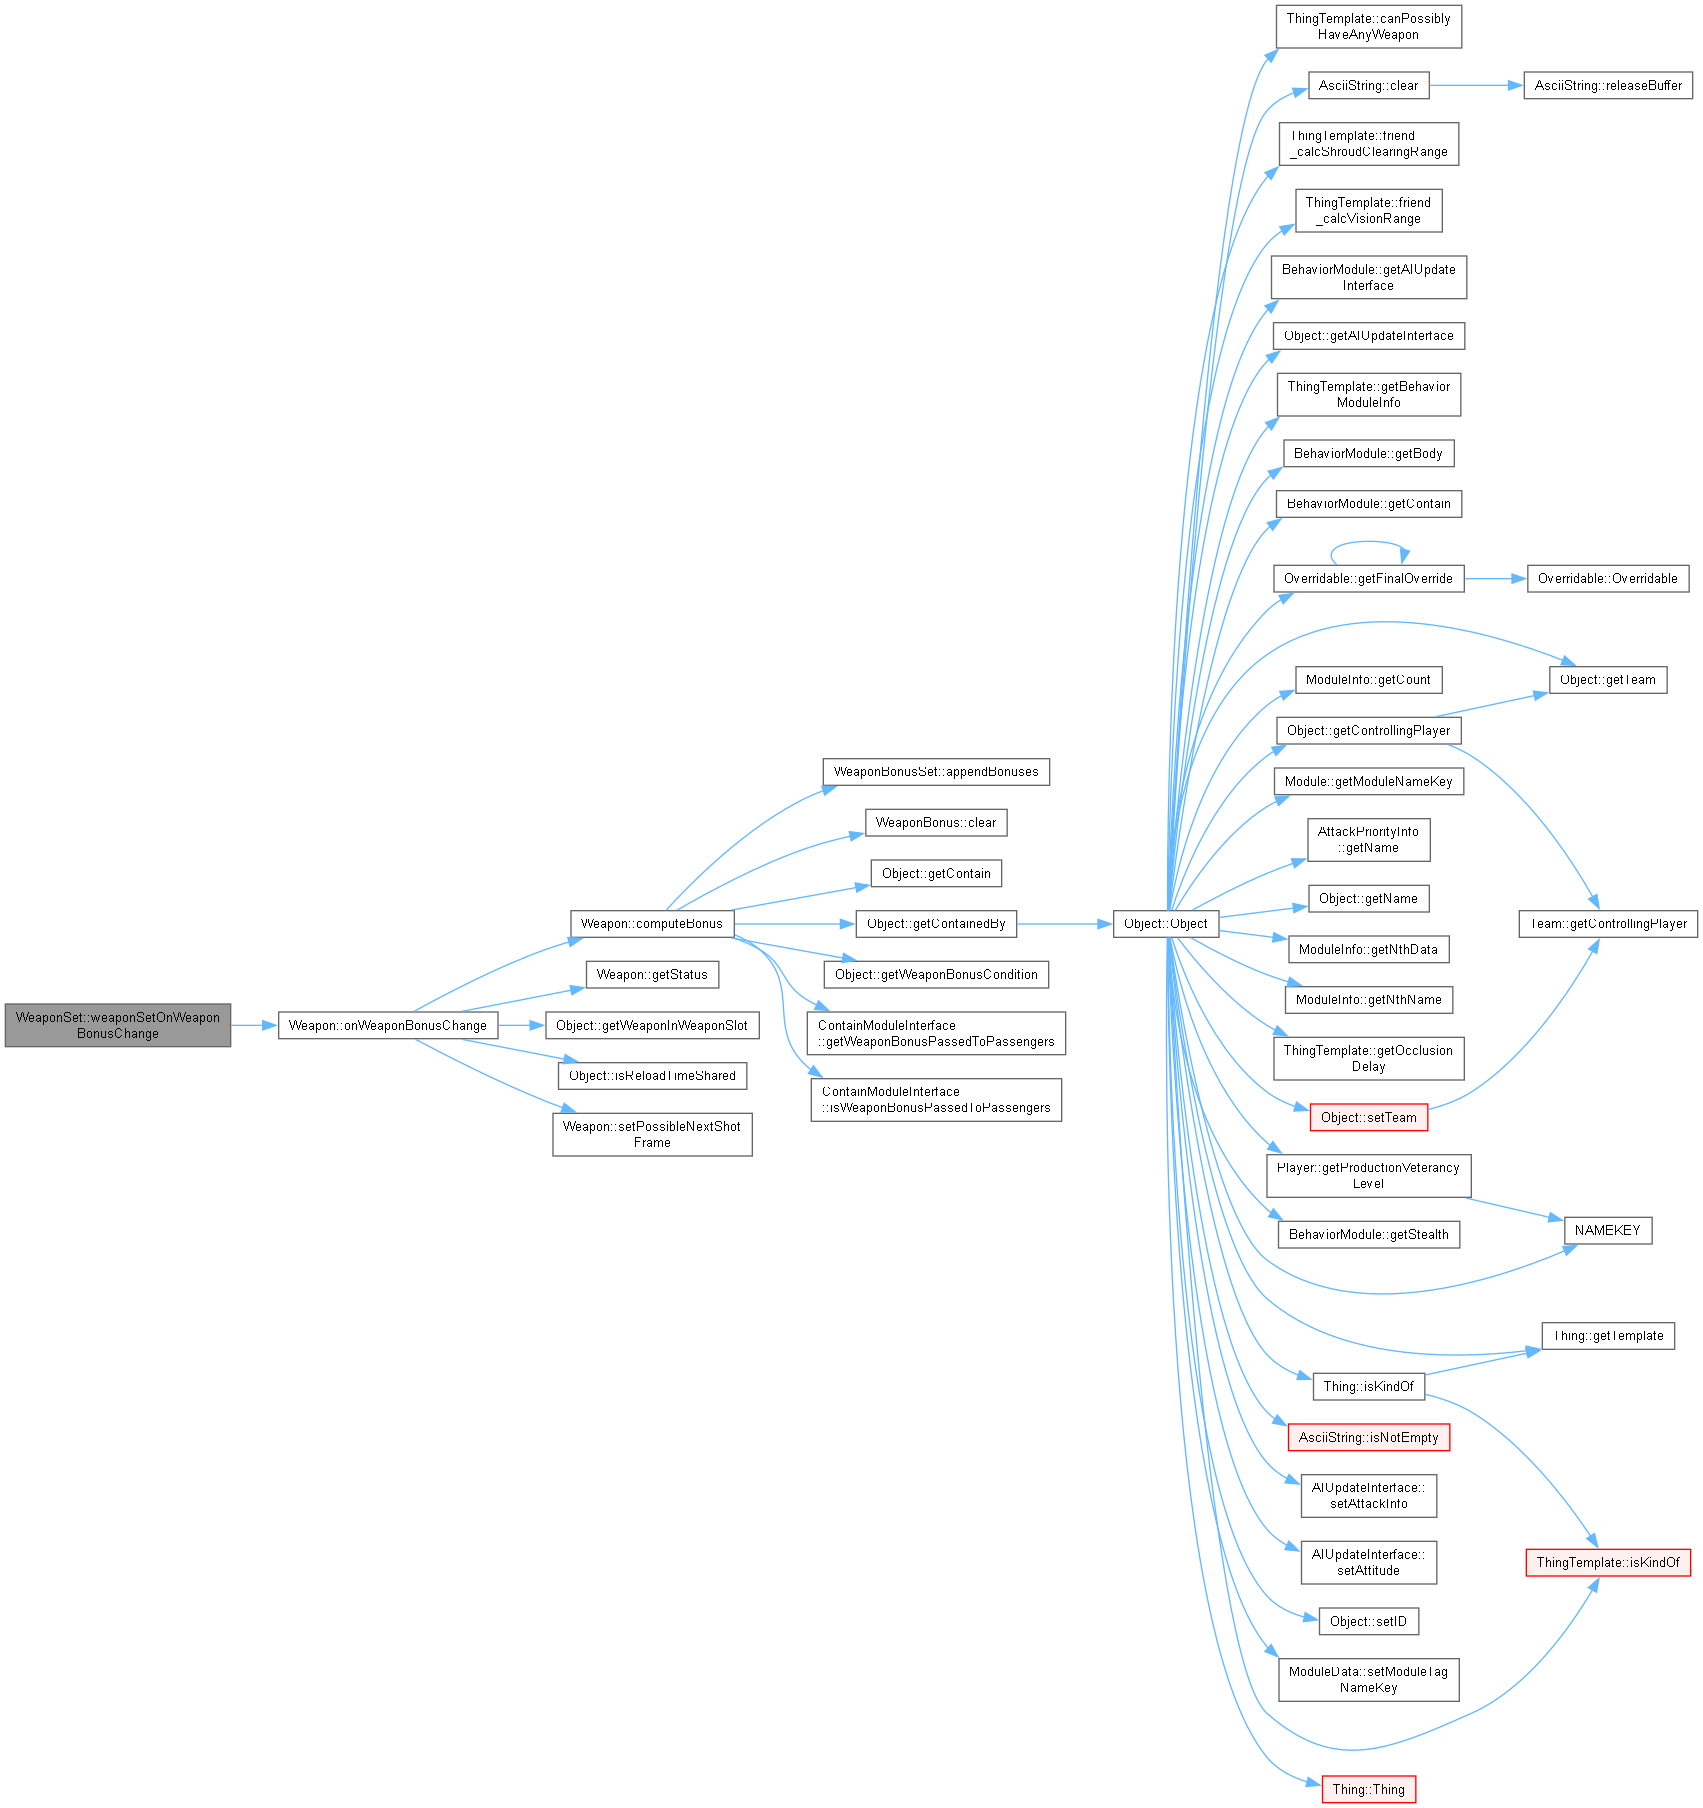 WeaponSet::weaponSetOnWeapon
BonusChange
Weapon::onWeaponBonusChange
Weapon::computeBonus
Weapon::getStatus
Object::getWeaponInWeaponSlot
Object::isReloadTimeShared
Weapon::setPossibleNextShot
Frame
WeaponBonusSet::appendBonuses
WeaponBonus::clear
Object::getContain
Object::getContainedBy
Object::getWeaponBonusCondition
ContainModuleInterface
::getWeaponBonusPassedToPassengers
ContainModuleInterface
::isWeaponBonusPassedToPassengers
Object::Object
ThingTemplate::canPossibly
HaveAnyWeapon
AsciiString::clear
ThingTemplate::friend
_calcShroudClearingRange
ThingTemplate::friend
_calcVisionRange
BehaviorModule::getAIUpdate
Interface
Object::getAIUpdateInterface
ThingTemplate::getBehavior
ModuleInfo
BehaviorModule::getBody
BehaviorModule::getContain
Overridable::getFinalOverride
ModuleInfo::getCount
Object::getControllingPlayer
Module::getModuleNameKey
AttackPriorityInfo
::getName
Object::getName
ModuleInfo::getNthData
ModuleInfo::getNthName
ThingTemplate::getOcclusion
Delay
Object::setTeam
Player::getProductionVeterancy
Level
BehaviorModule::getStealth
Thing::isKindOf
AsciiString::isNotEmpty
AIUpdateInterface::
setAttackInfo
AIUpdateInterface::
setAttitude
Object::setID
ModuleData::setModuleTag
NameKey
Thing::Thing
AsciiString::releaseBuffer
Overridable::Overridable
Object::getTeam
Team::getControllingPlayer
NAMEKEY
Thing::getTemplate
ThingTemplate::isKindOf